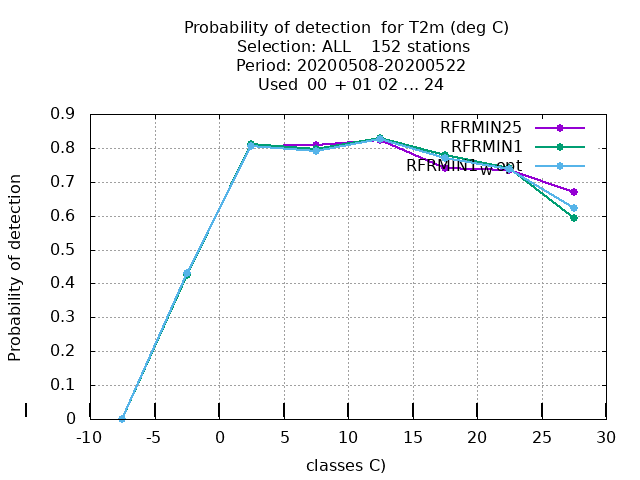 Probability of detection for T2m (deg C)
Selection: ALL 152 stations
Period: 20200508-20200522
Used 00 + 01 02 ... 24
0.9
0.8
0.7
0.6
0.5
0.4
0.3
0.2
0.1
0
Probability of detection
RFRMIN25
RFRMIN1
RFRMIN1_w_opt
-10
-5
0
5
10
15
20
25
30
classes C)